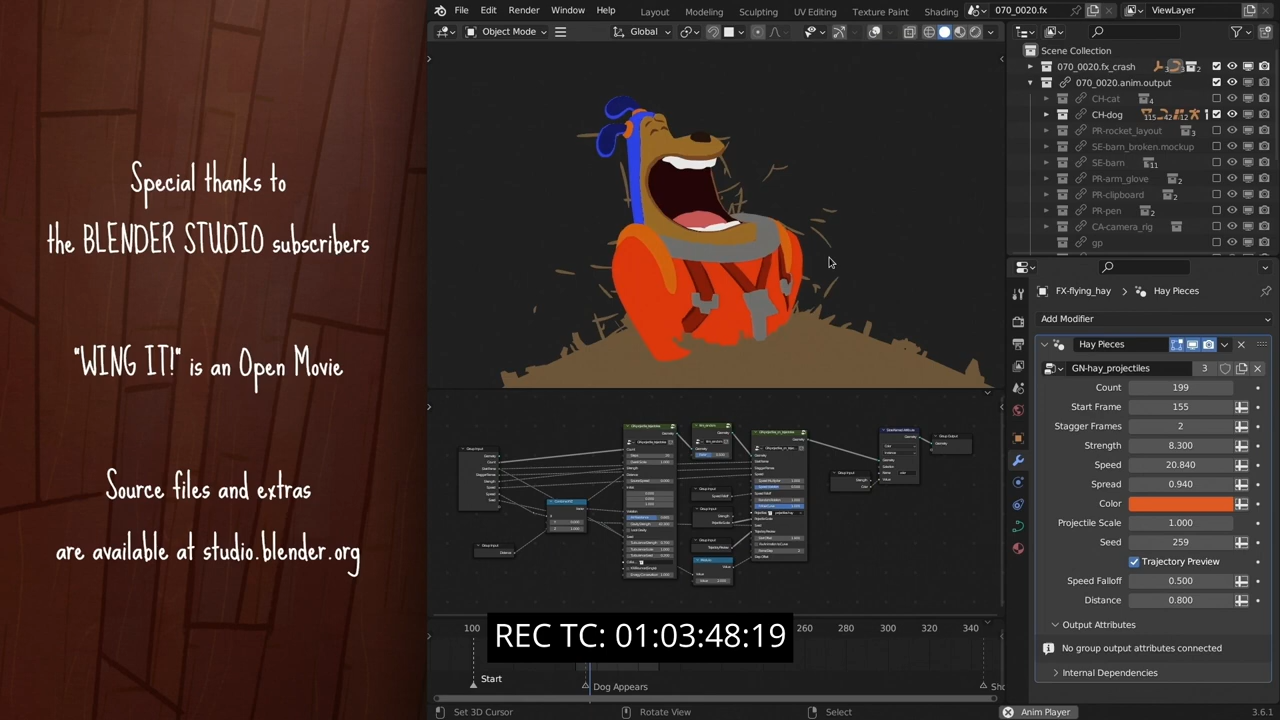 Special thanks to
the BLENDER STUDIO subscribers
"WING IT!" is an Open Movie
Source files and extras
are available at studio.blender.org
File Edit Render Window Help Layout Modeling Sculpting UV Editing Texture Paint Shading 070_0020.fx ViewLayer
Object Mode Global
Scene Collection
070_0020.fx_crash
070_0020.anim.output
CH-cat
CH-dog
PR-rocket_layout
SE-barn_broken.mockup
SE-barn
PR-arm_glove
PR-clipboard
PR-pen
CA-camera_rig
gp
FX-flying_hay Hay Pieces
Add Modifier
Hay Pieces
GN-hay_projectiles 3
Count 199
Start Frame 155
Stagger Frames 2
Strength 8.300
Speed 20.840
Spread 0.940
Color
Projectile Scale 1.000
Seed 259
Trajectory Preview
Speed Falloff 0.500
Distance 0.800
Output Attributes
No group output attributes connected
Internal Dependencies
REC TC: 01:03:48:19
100 260 280 300 320 340
Start
Dog Appears
Set 3D Cursor Rotate View Select Anim Player 3.6.1